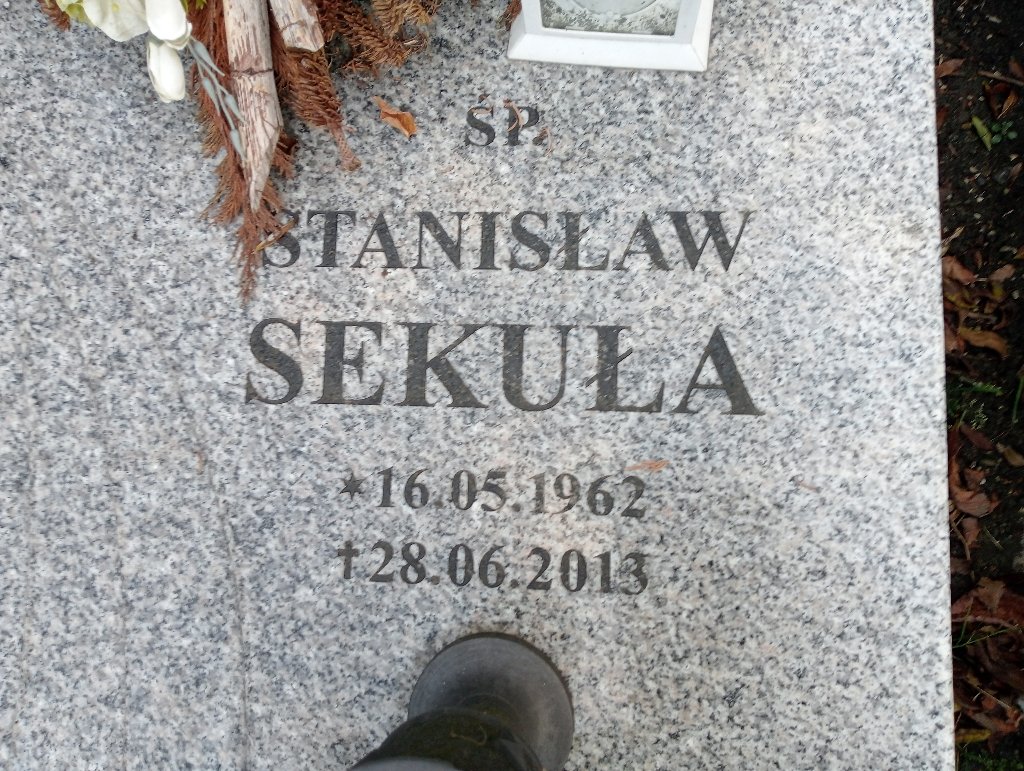 ŚP.
STANISŁAW
SEKUŁA
★16.05.1962
✝28.06.2013